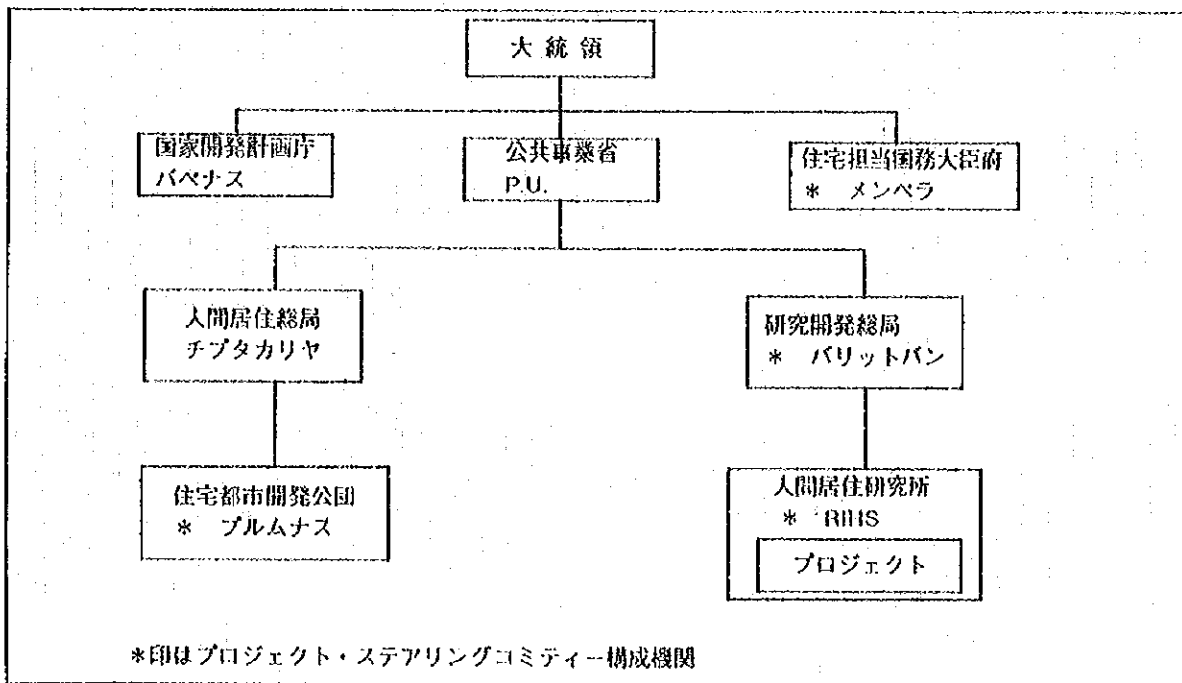 大統領
国家開発計画庁
バペナス
公共事業省
P.U.
住宅担当国務大臣府
* メンペラ
人間居住総局
チプタカリヤ
研究開発総局
* バリットバン
住宅都市開発公団
* プルムナス
人間居住研究所
* RIHS
プロジェクト
*印はプロジェクト・ステアリングコミティー構成機関